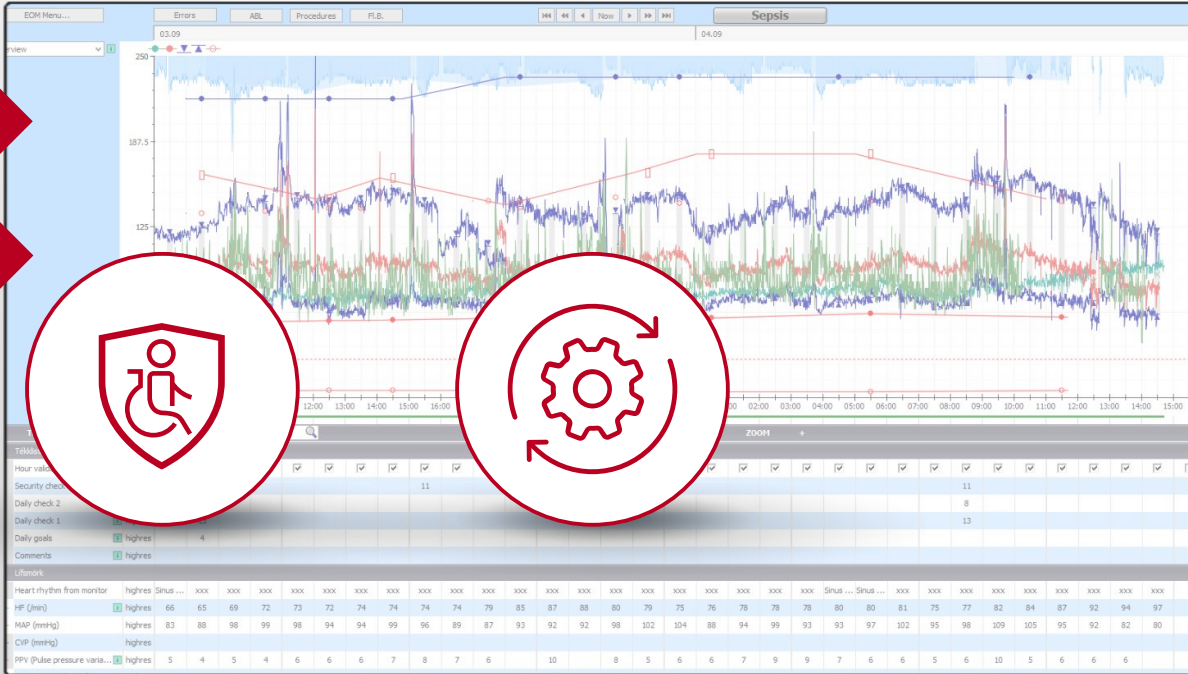 EOM Menu... Errors ABL Procedures Fl.B. Now Sepsis
03.09 04.09
rview
250
187.5
125
12:00 13:00 14:00 15:00 16:00 02:00 03:00 04:00 05:00 06:00 07:00 08:00 09:00 10:00 11:00 12:00 13:00 14:00 15:00
ZOOM +
Security check 11 11
Daily check 2 8
Daily check 1 13
Daily goals highres 4
Comments highres
Lífsmörk
Heart rhythm from monitor highres Sinus ... xxx xxx xxx xxx xxx xxx xxx xxx xxx xxx xxx xxx xxx xxx xxx xxx xxx xxx xxx Sinus ... Sinus ... xxx xxx xxx xxx xxx xxx xxx xxx xxx
HF (/min) highres 66 65 69 72 73 72 74 74 74 74 79 85 87 88 80 79 75 76 78 78 78 80 80 81 75 77 82 84 87 92 94 97
MAP (mmHg) highres 83 88 98 99 98 94 94 99 96 89 87 93 92 92 98 102 104 88 94 99 93 93 97 102 95 98 109 105 95 92 82 80
CVP (mmHg) highres
PPV (Pulse pressure varia... highres 5 4 5 4 6 6 6 7 8 7 6 10 8 5 6 6 7 9 9 7 6 6 5 6 10 5 6 6 6